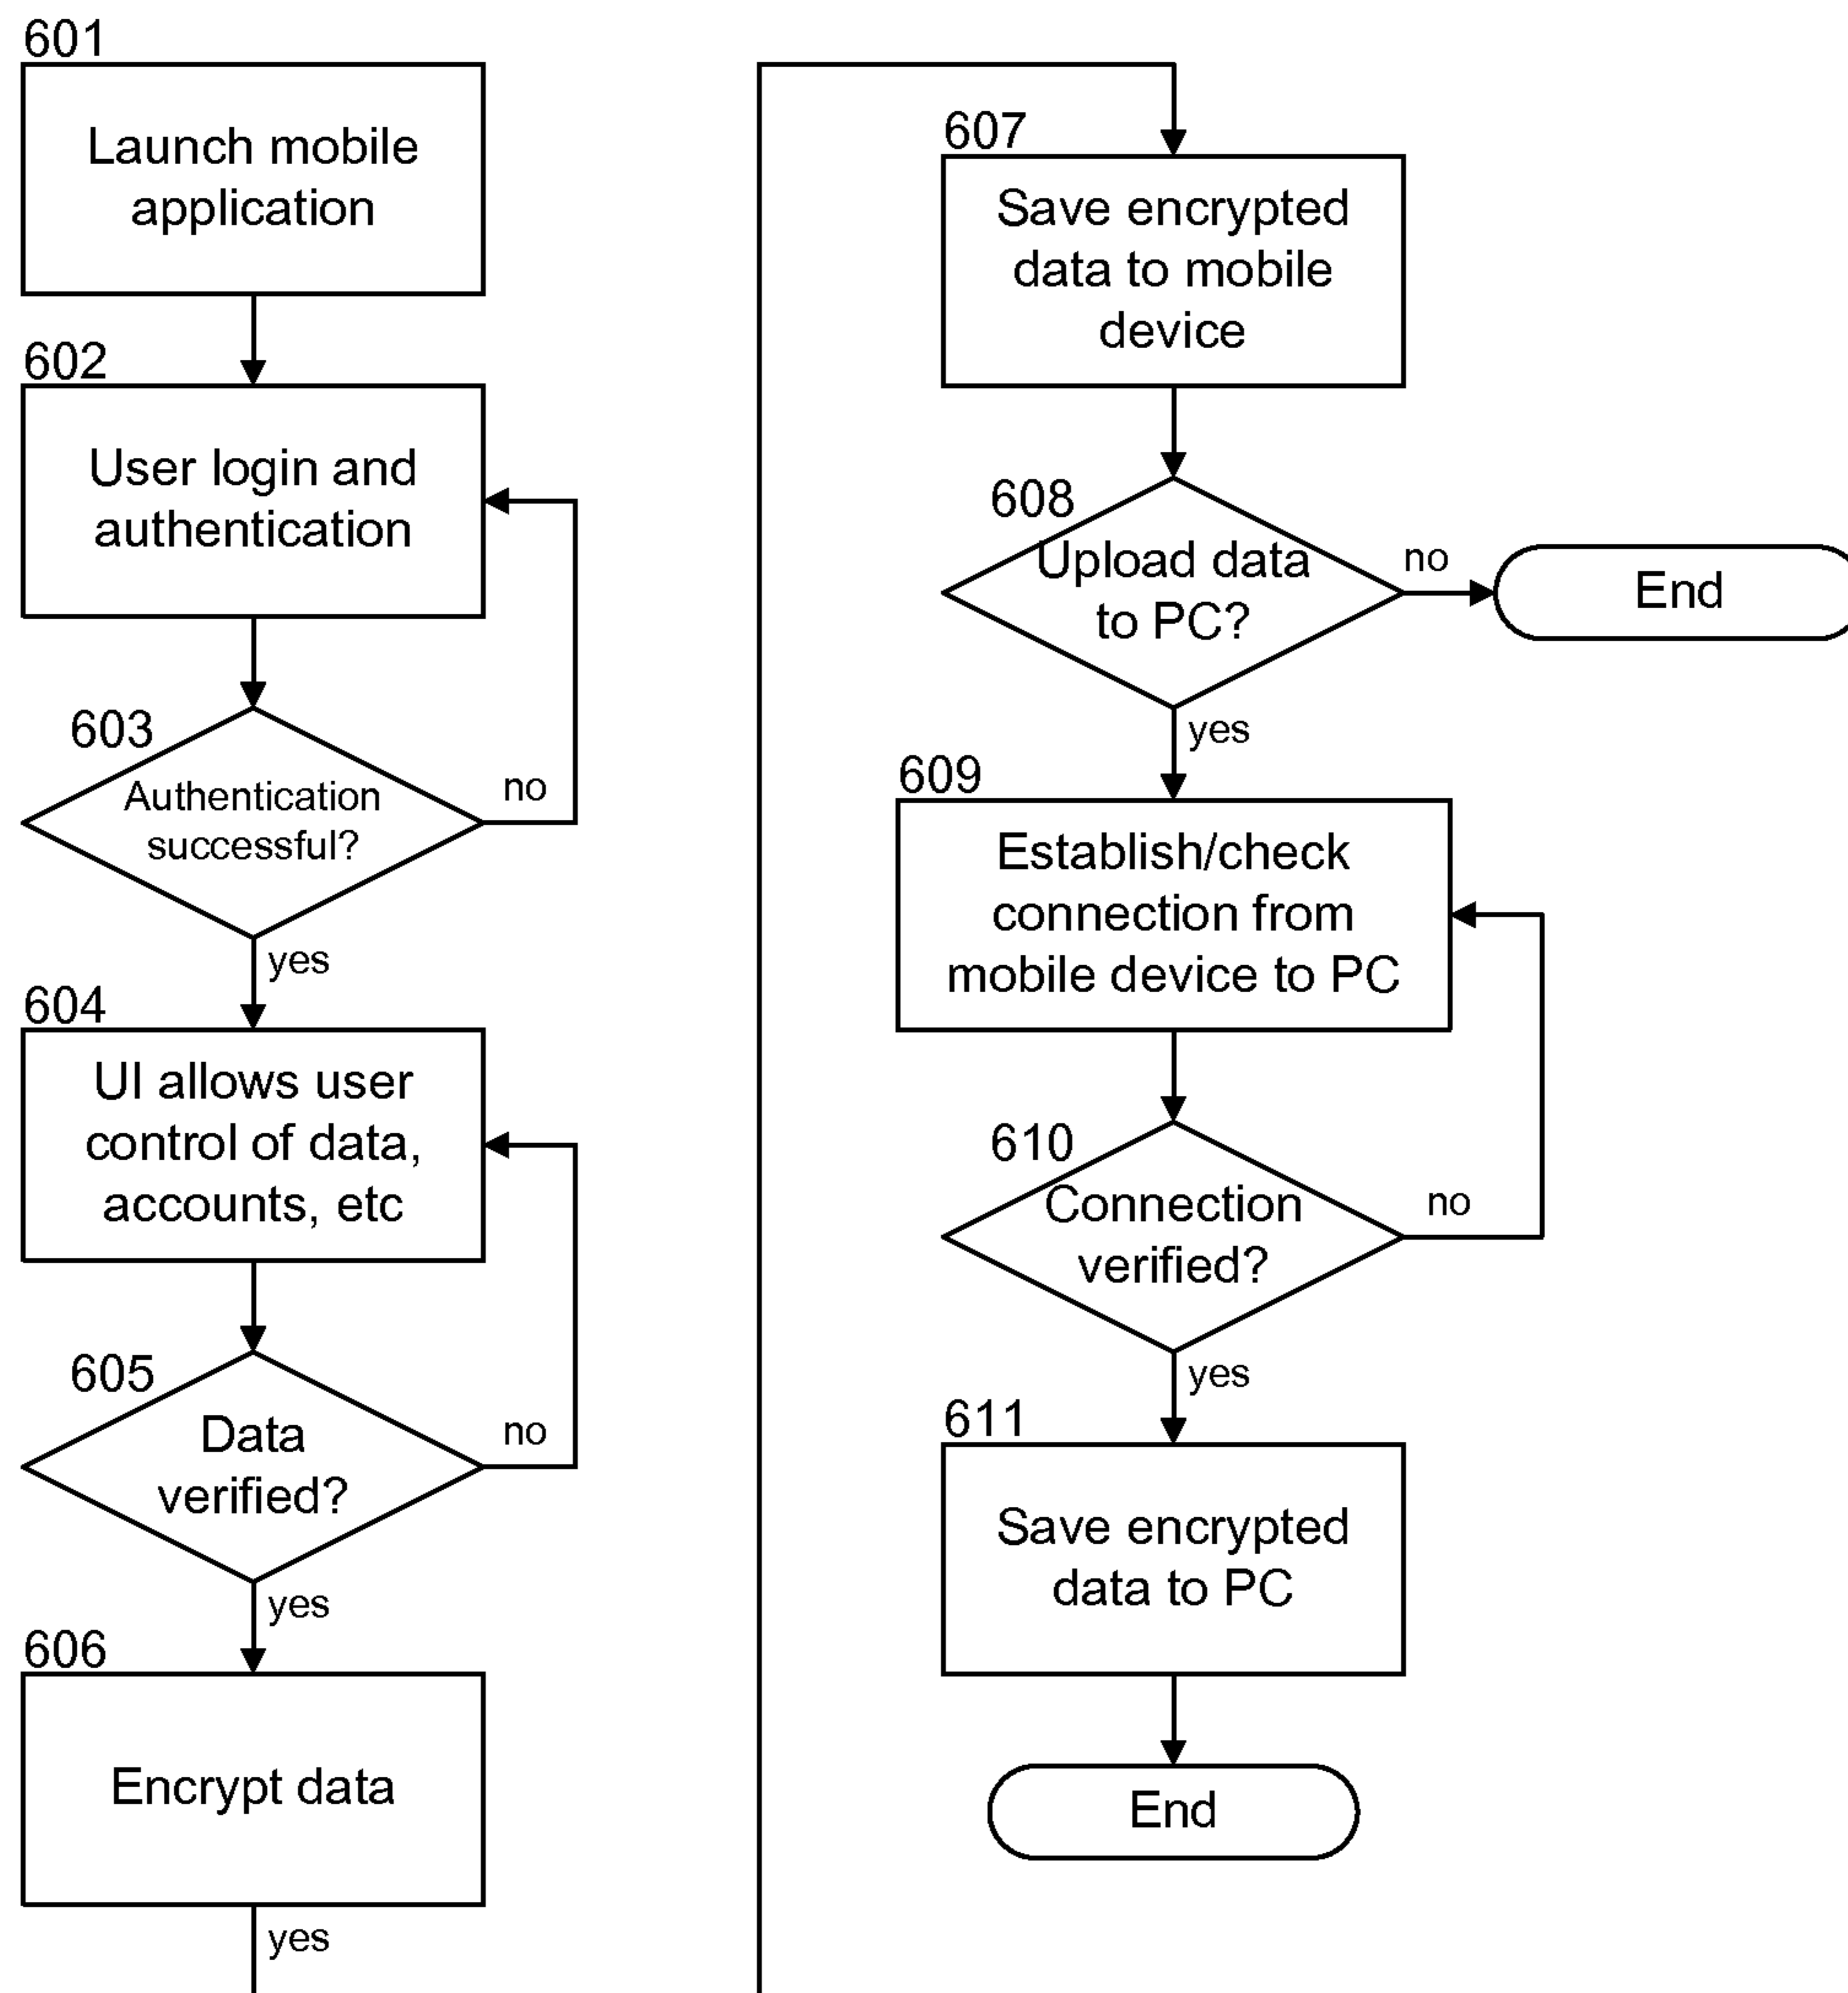 601
Launch mobile
application
602
User login and
authentication
603
Authentication
successful?
no
yes
604
UI allows user
control of data,
accounts, etc
605
Data
verified?
no
yes
606
Encrypt data
yes
607
Save encrypted
data to mobile
device
608
Upload data
to PC?
no
End
yes
609
Establish/check
connection from
mobile device to PC
610
Connection
verified?
no
yes
611
Save encrypted
data to PC
End